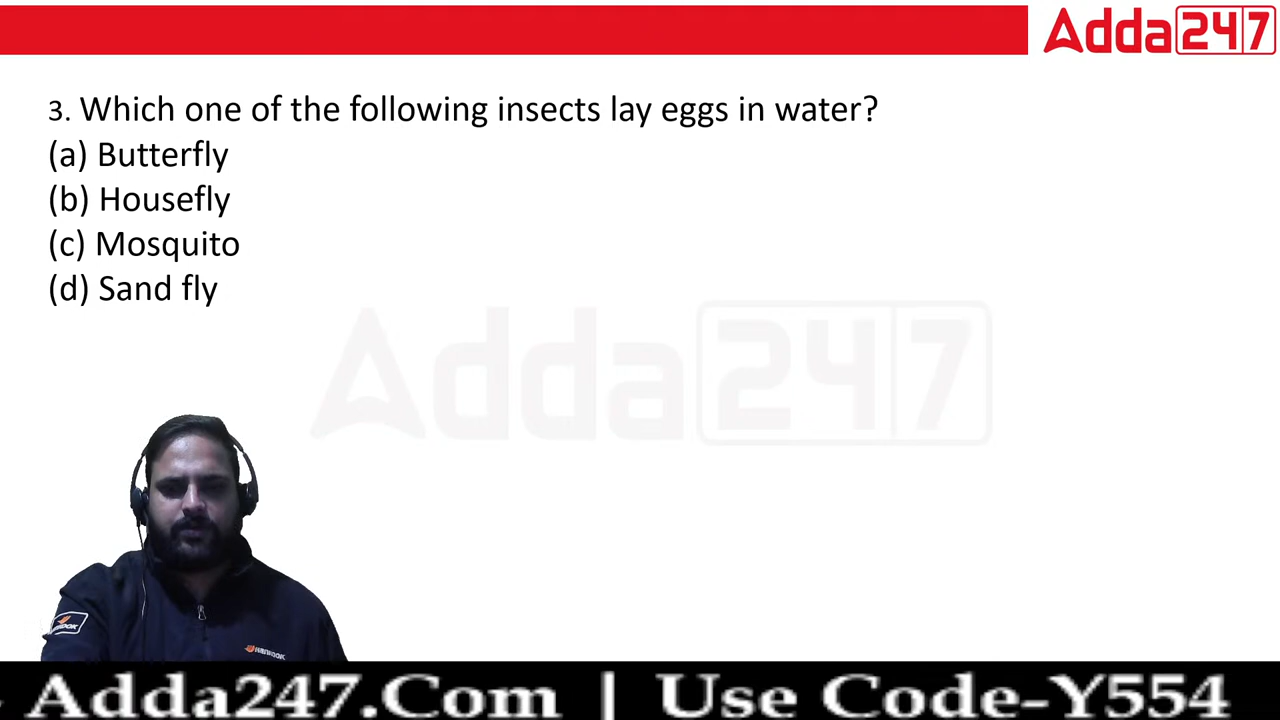 Adda247
3. Which one of the following insects lay eggs in water?
(a) Butterfly
(b) Housefly
(c) Mosquito
(d) Sand fly
Adda247
Adda247.Com | Use Code-Y554